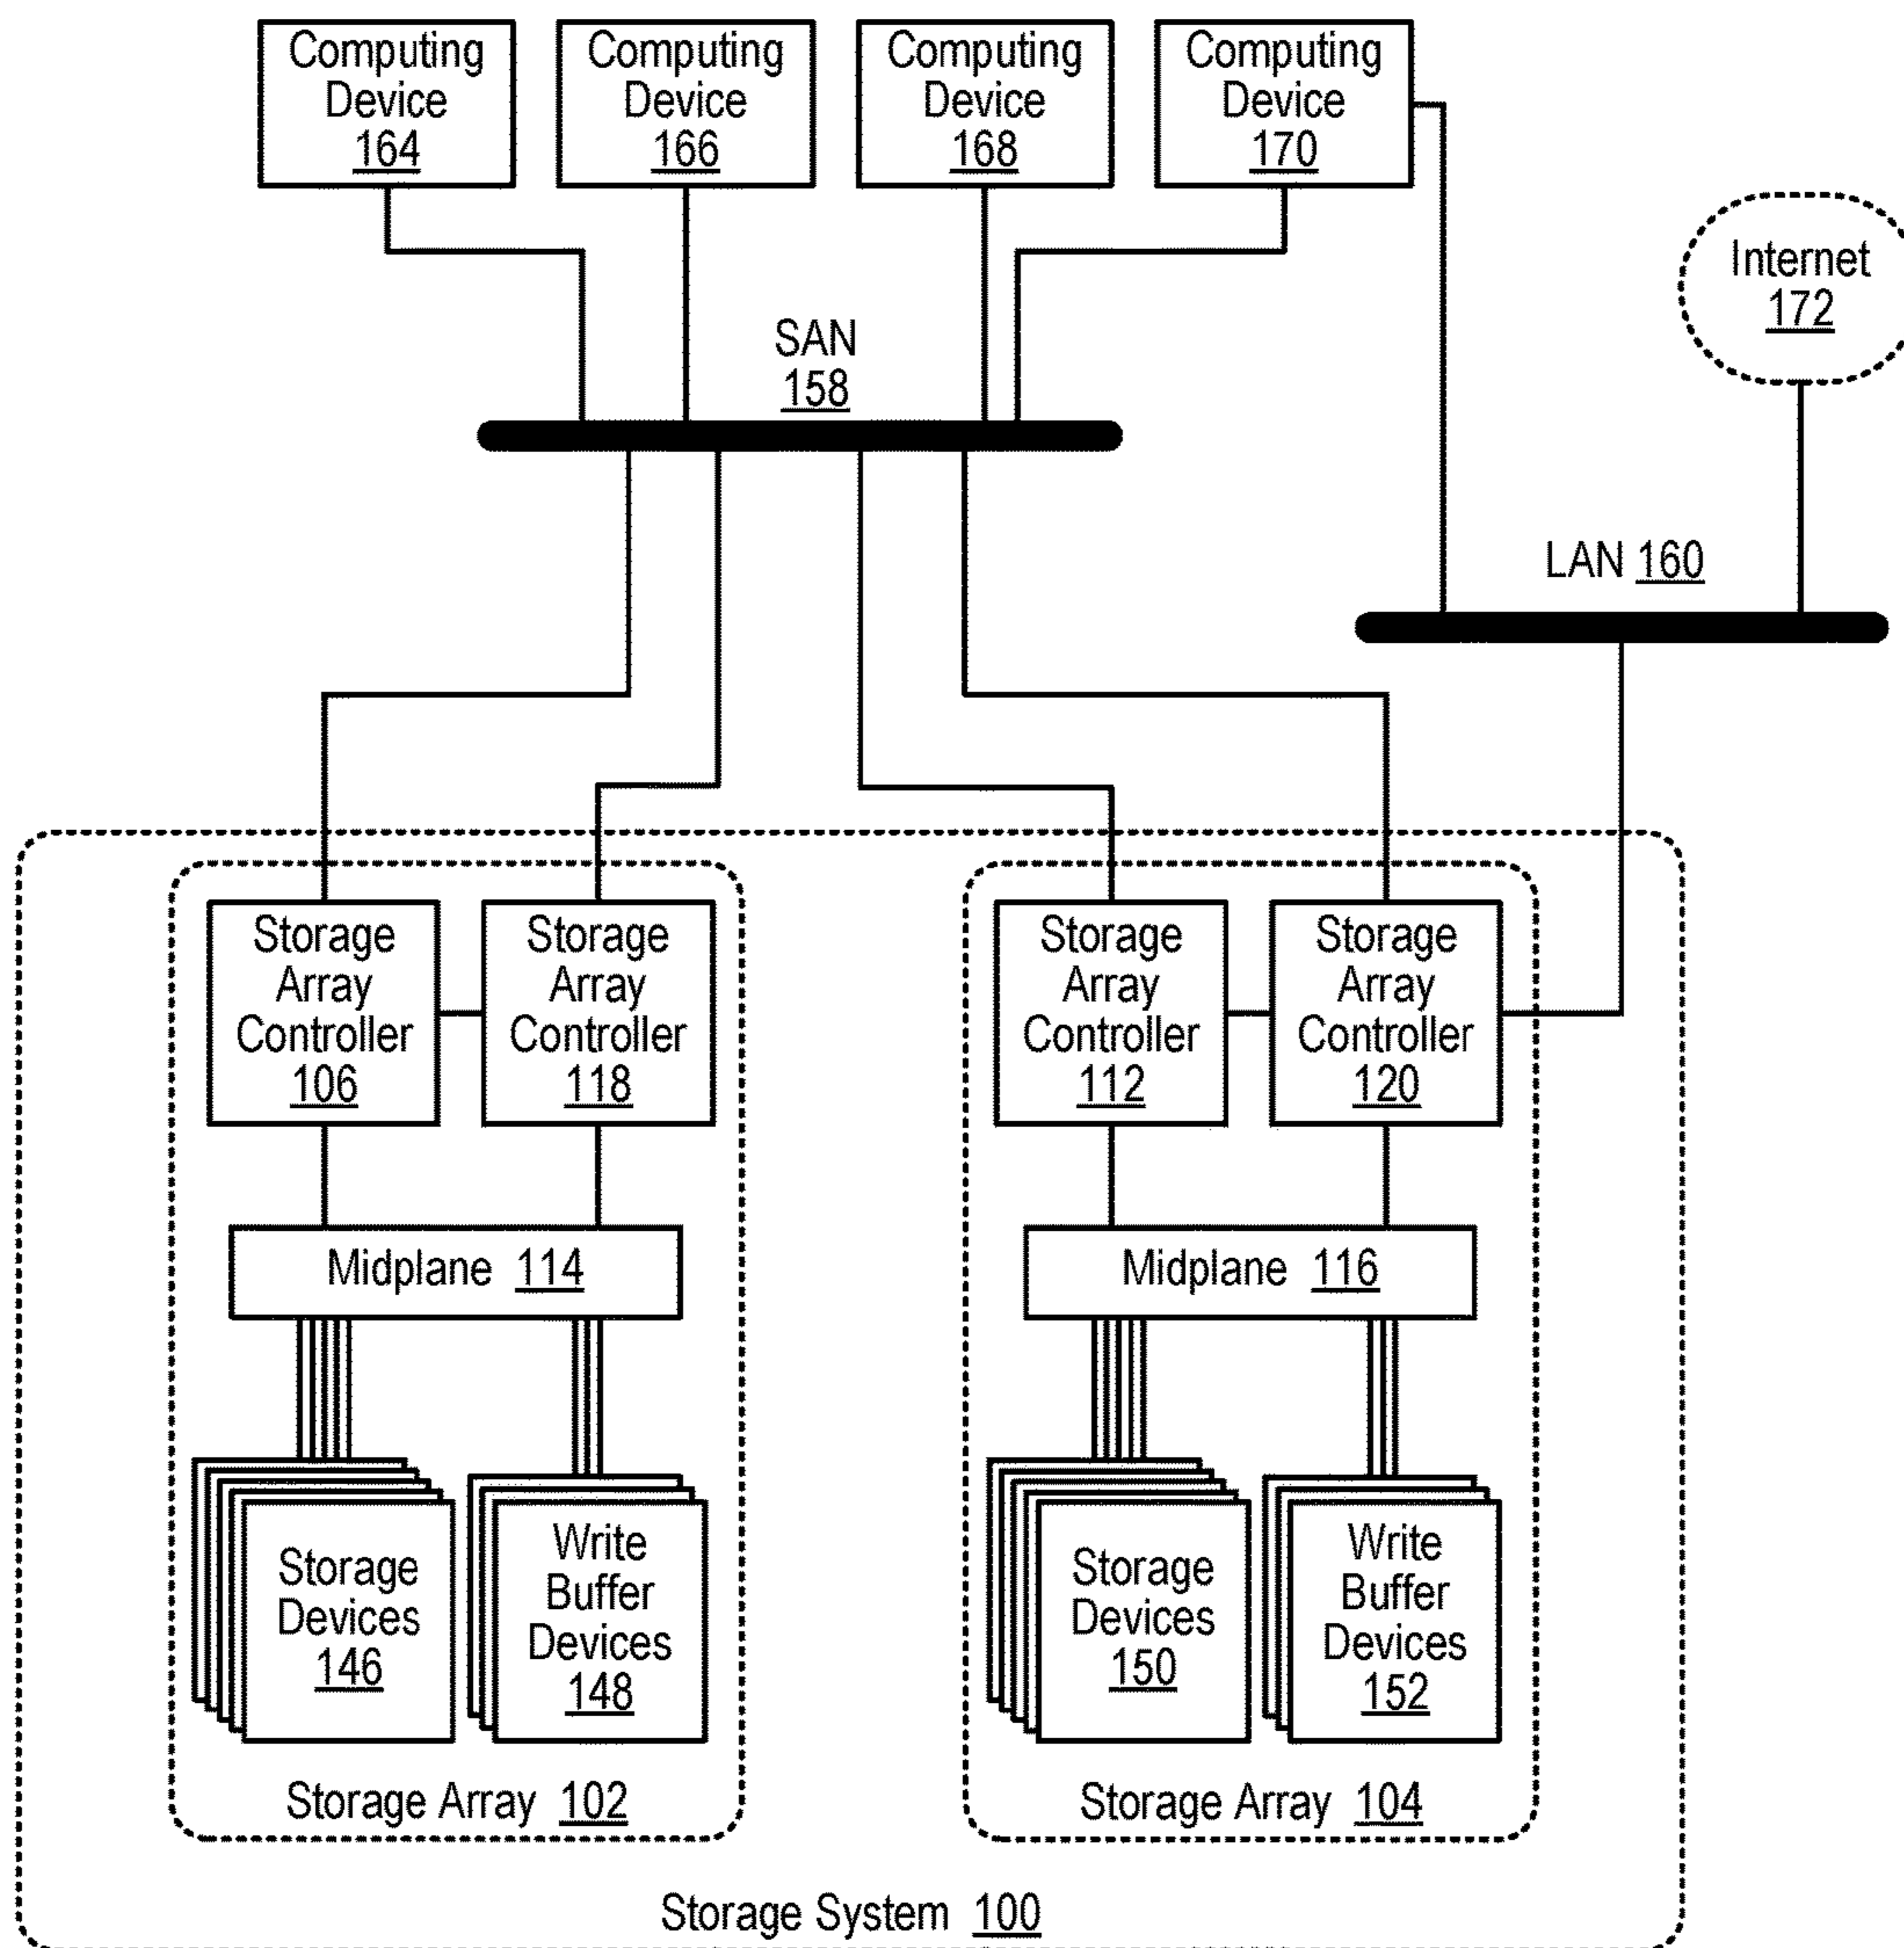 Computing
Device
164
Computing
Device
166
Computing
Device
168
Computing
Device
170
Internet
172
SAN
158
LAN 160
Storage
Array
Controller
106
Storage
Array
Controller
118
Storage
Array
Controller
112
Storage
Array
Controller
120
Midplane 114
Midplane 116
Storage
Devices
146
Write
Buffer
Devices
148
Storage
Devices
150
Write
Buffer
Devices
152
Storage Array 102
Storage Array 104
Storage System 100